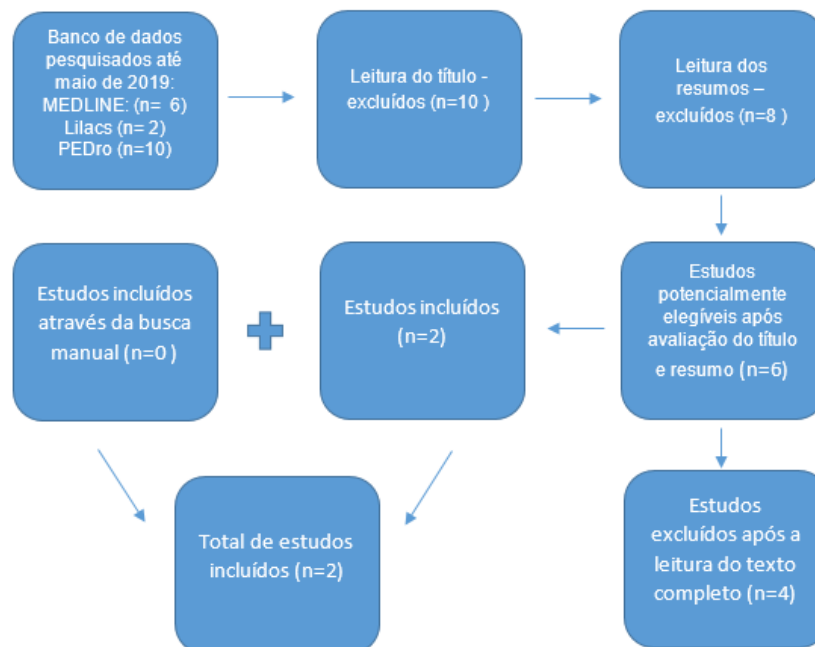 Banco de dados
pesquisados até
maio de 2019:
MEDLINE: (n=  6)
Lilacs (n= 2)
PEDro (n=10)
Leitura do título -
excluídos (n=10 )
Leitura dos
resumos –
excluídos (n=8 )
Estudos
potencialmente
elegíveis após
avaliação do título
e resumo (n=6)
Estudos incluídos
(n=2)
Estudos incluídos
através da busca
manual (n=0 )
Estudos
excluídos após a
leitura do texto
completo (n=4)
Total de estudos
incluídos (n=2)